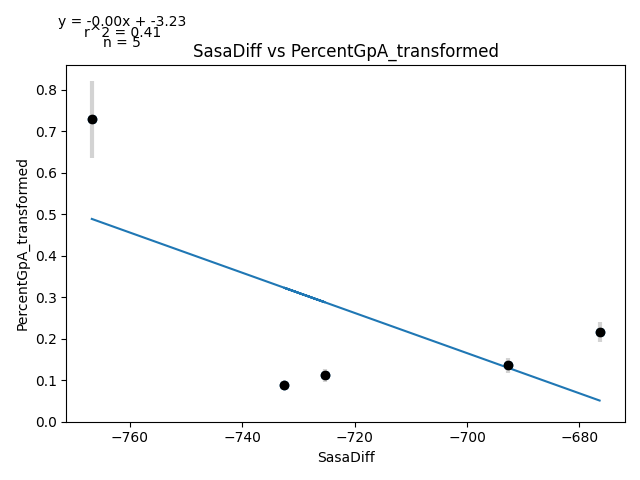 y = -0.00x + -3.23
r^2 = 0.41
n = 5
SasaDiff vs PercentGpA_transformed
0.8
0.7
0.6
0.5
0.4
0.3
0.2
0.1
0.0
PercentGpA_transformed
−760
−740
−720
−700
−680
SasaDiff